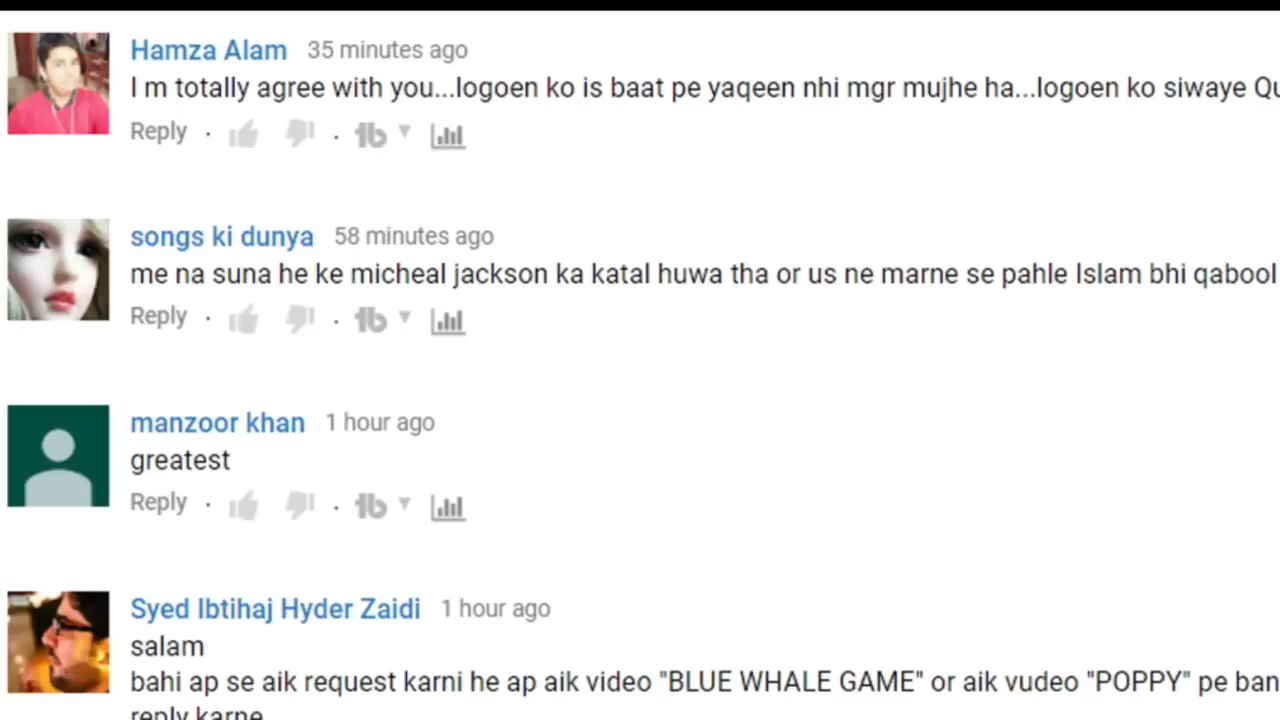 Hamza Alam 35 minutes ago
I m totally agree with you...logoen ko is baat pe yaqeen nhi mgr mujhe ha...logoen ko siwaye
Reply
songs ki dunya 58 minutes ago
me na suna he ke micheal jackson ka katal huwa tha or us ne marne se pahle Islam bhi qabool
Reply
manzoor khan 1 hour ago
greatest
Reply
Syed Ibtihaj Hyder Zaidi 1 hour ago
salam
bahi ap se aik request karni he ap aik video "BLUE WHALE GAME" or aik vudeo "POPPY" pe ban
reply karne